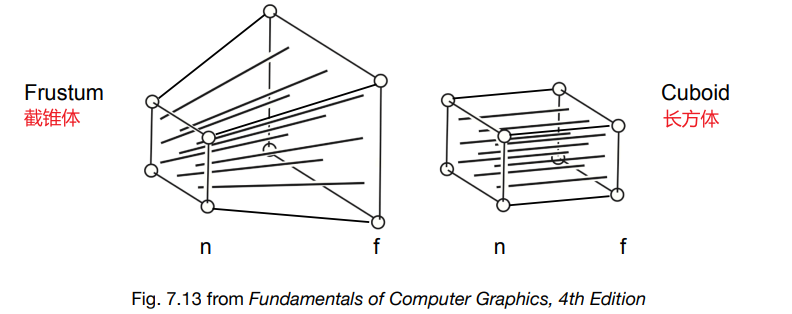 Frustum
截锥体
Cuboid
长方体
n
f
n
f
Fig. 7.13 from Fundamentals of Computer Graphics, 4th Edition